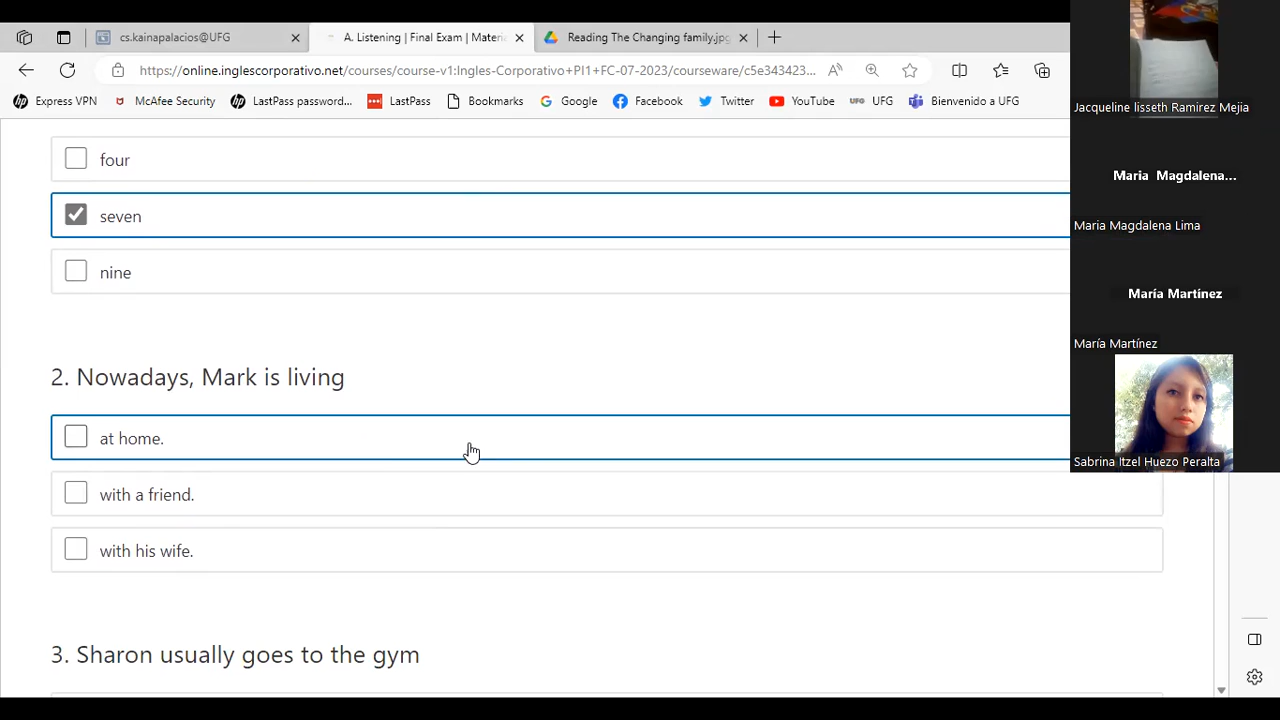 cs.kainapalacios@UFG
A. Listening | Final Exam | Materi
Reading The Changing family.jpg
https://online.inglescorporativo.net/courses/course-v1:Ingles-Corporativo+PI1+FC-07-2023/courseware/c5e343423...
Express VPN
McAfee Security
LastPass password...
LastPass
Bookmarks
Google
Facebook
Twitter
YouTube
UFG
UFG
Bienvenido a UFG
four
seven
nine
2. Nowadays, Mark is living
at home.
with a friend.
with his wife.
3. Sharon usually goes to the gym
Jacqueline lisseth Ramirez Mejia
Maria Magdalena...
Maria Magdalena Lima
María Martínez
María Martínez
Sabrina Itzel Huezo Peralta